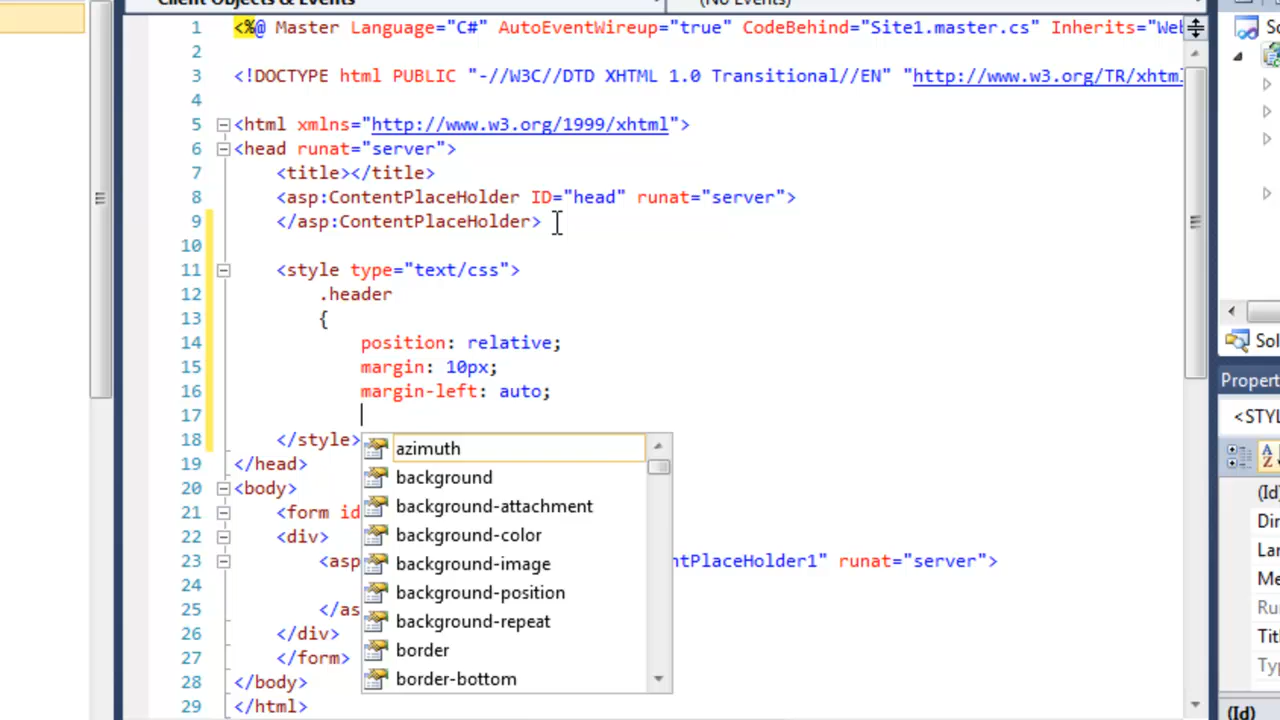 Client Objects & Events (No Events)
1 <%@ Master Language="C#" AutoEventWireup="true" CodeBehind="Site1.master.cs" Inherits="We
2
3 <!DOCTYPE html PUBLIC "-//W3C//DTD XHTML 1.0 Transitional//EN" "http://www.w3.org/TR/xhtm
4
5 <html xmlns="http://www.w3.org/1999/xhtml">
6 <head runat="server">
7 <title></title>
8 <asp:ContentPlaceHolder ID="head" runat="server">
9 </asp:ContentPlaceHolder>
10
11 <style type="text/css">
12 .header
13 {
14 position: relative;
15 margin: 10px;
16 margin-left: auto;
17
18 </style>
19 </head>
20 <body>
21 <form id
22 <div>
23 <asp ntPlaceHolder1" runat="server">
24
25 </as
26 </div>
27 </form>
28 </body>
29 </html>
azimuth
background
background-attachment
background-color
background-image
background-position
background-repeat
border
border-bottom
So
Sol
Propert
<STYL
(Id
Di
La
Me
Ru
Tit
Ty
(Id)